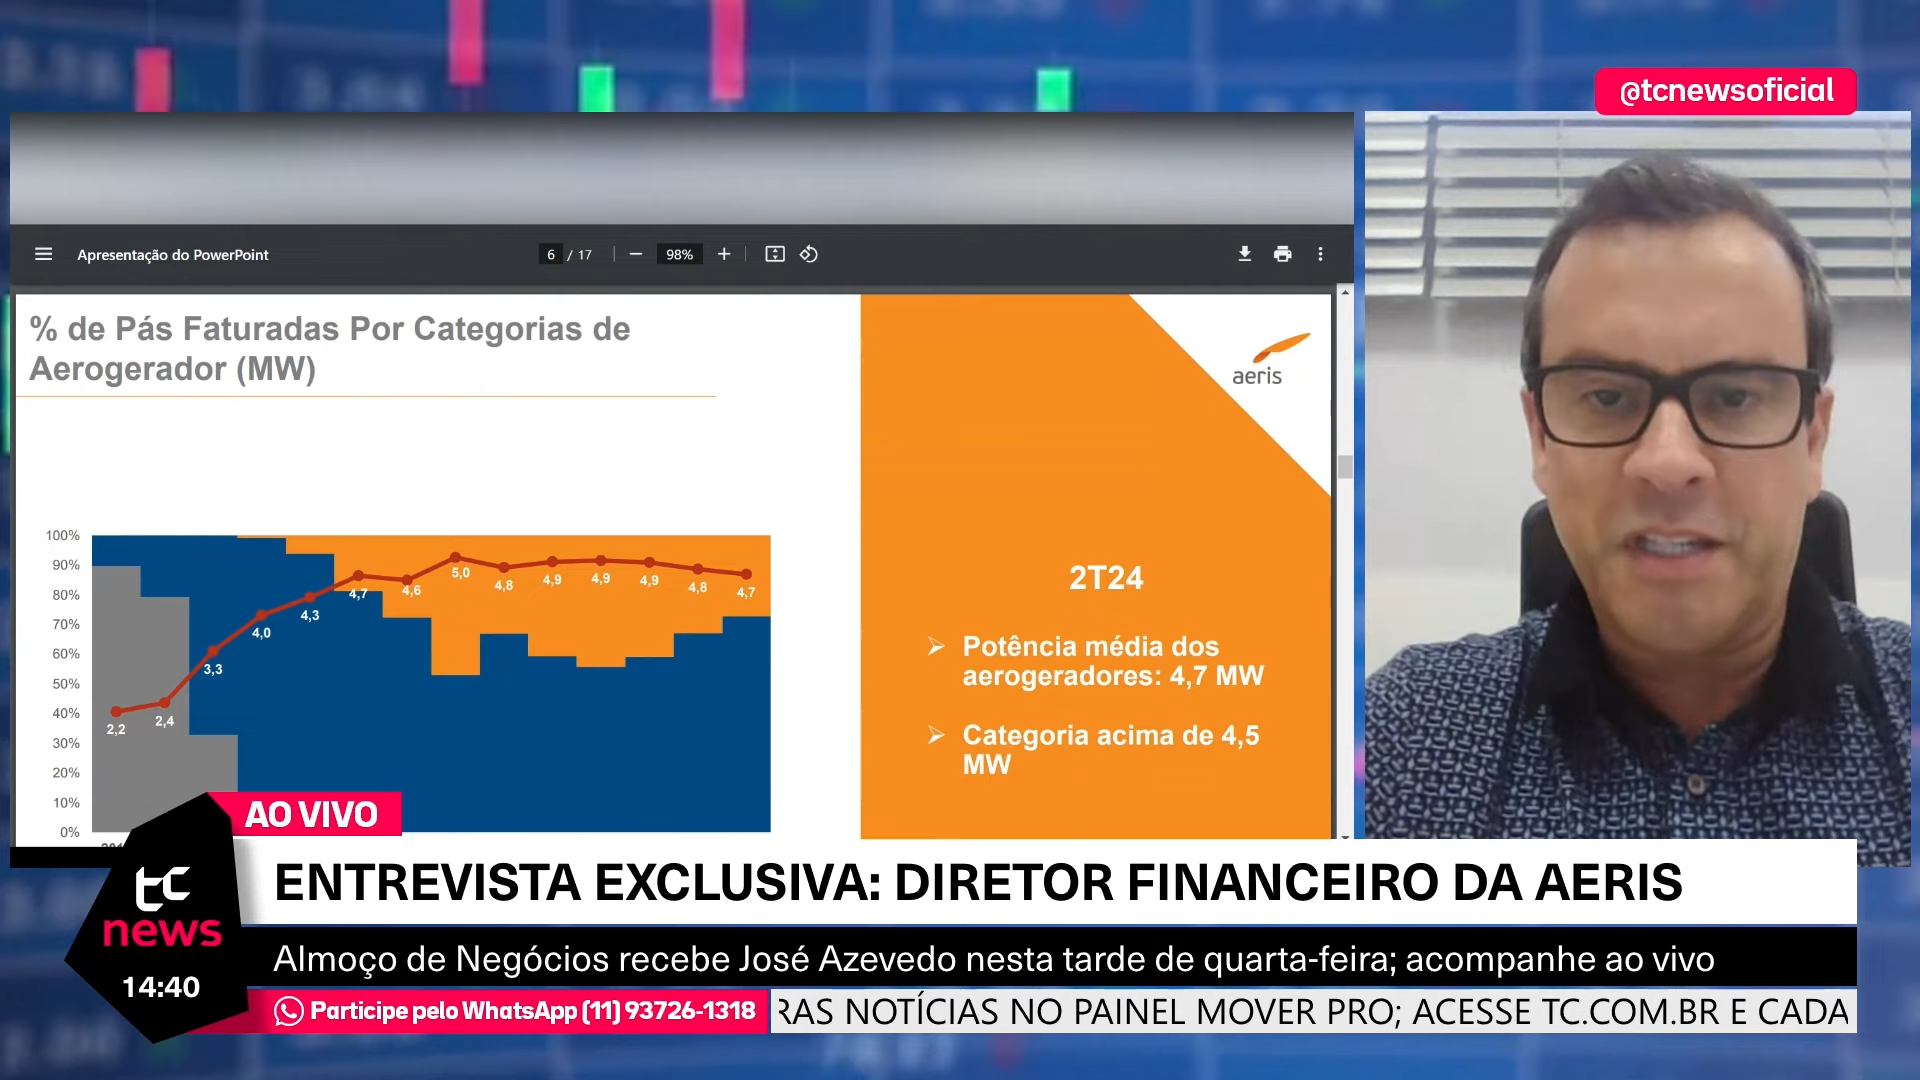 @tcnewsoficial
Apresentação do PowerPoint
6 / 17
98%
% de Pás Faturadas Por Categorias de
Aerogerador (MW)
aeris
100%
90%
80%
70%
60%
50%
40%
30%
20%
10%
0%
2,2
2,4
3,3
4,0
4,3
4,7
4,6
5,0
4,8
4,9
4,9
4,9
4,8
4,7
2T24
Potência média dos
aerogeradores: 4,7 MW
Categoria acima de 4,5
MW
AO VIVO
tc
news
14:40
ENTREVISTA EXCLUSIVA: DIRETOR FINANCEIRO DA AERIS
Almoço de Negócios recebe José Azevedo nesta tarde de quarta-feira; acompanhe ao vivo
Participe pelo WhatsApp (11) 93726-1318
RAS NOTÍCIAS NO PAINEL MOVER PRO; ACESSE TC.COM.BR E CADA